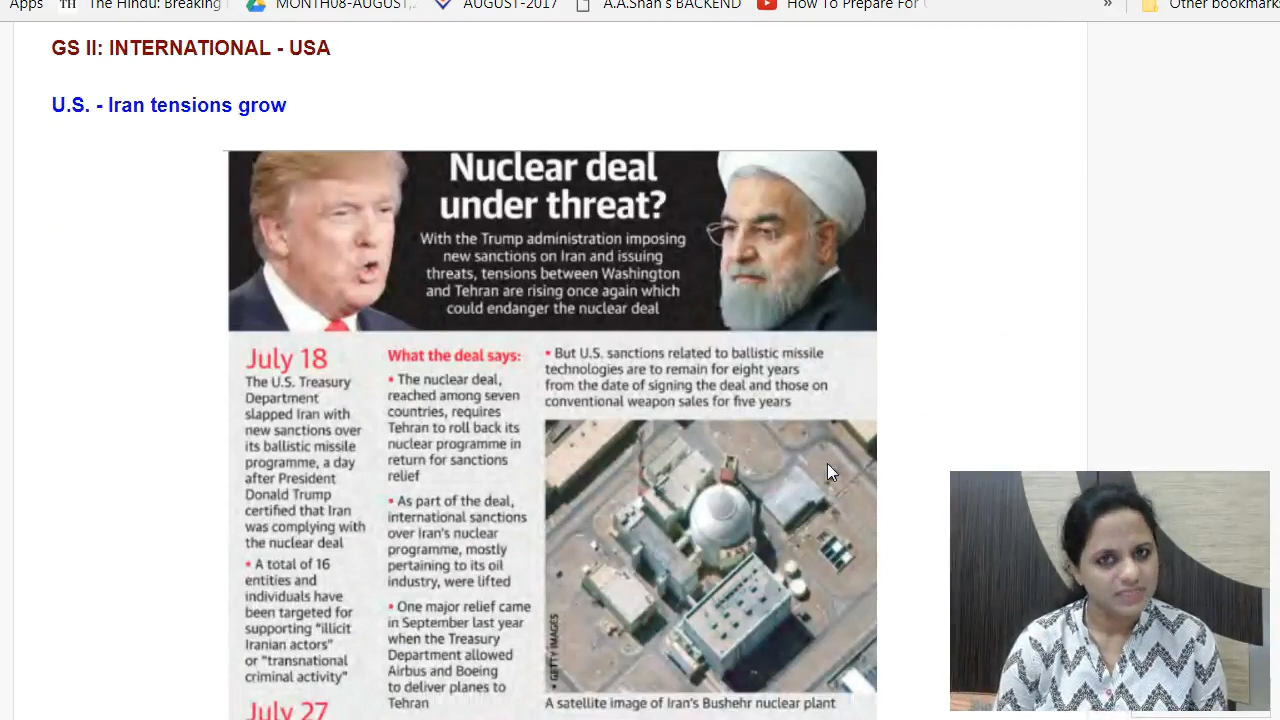 Apps The Hindu: Breaking MONTH08-AUGUST, AUGUST-2017 A.A.Shah's BACKEND How To Prepare For » Other bookmarks
GS II: INTERNATIONAL - USA
U.S. - Iran tensions grow
Nuclear deal
under threat?
With the Trump administration imposing
new sanctions on Iran and issuing
threats, tensions between Washington
and Tehran are rising once again which
could endanger the nuclear deal
July 18
The U.S. Treasury
Department
slapped Iran with
new sanctions over
its ballistic missile
programme, a day
after President
Donald Trump
certified that Iran
was complying with
the nuclear deal
• A total of 16
entities and
individuals have
been targeted for
supporting "illicit
Iranian actors"
or "transnational
criminal activity"
July 27
What the deal says:
• The nuclear deal,
reached among seven
countries, requires
Tehran to roll back its
nuclear programme in
return for sanctions
relief
• As part of the deal,
international sanctions
over Iran's nuclear
programme, mostly
pertaining to its oil
industry, were lifted
• One major relief came
in September last year
when the Treasury
Department allowed
Airbus and Boeing
to deliver planes to
Tehran
• But U.S. sanctions related to ballistic missile
technologies are to remain for eight years
from the date of signing the deal and those on
conventional weapon sales for five years
• GETTY IMAGES
A satellite image of Iran's Bushehr nuclear plant